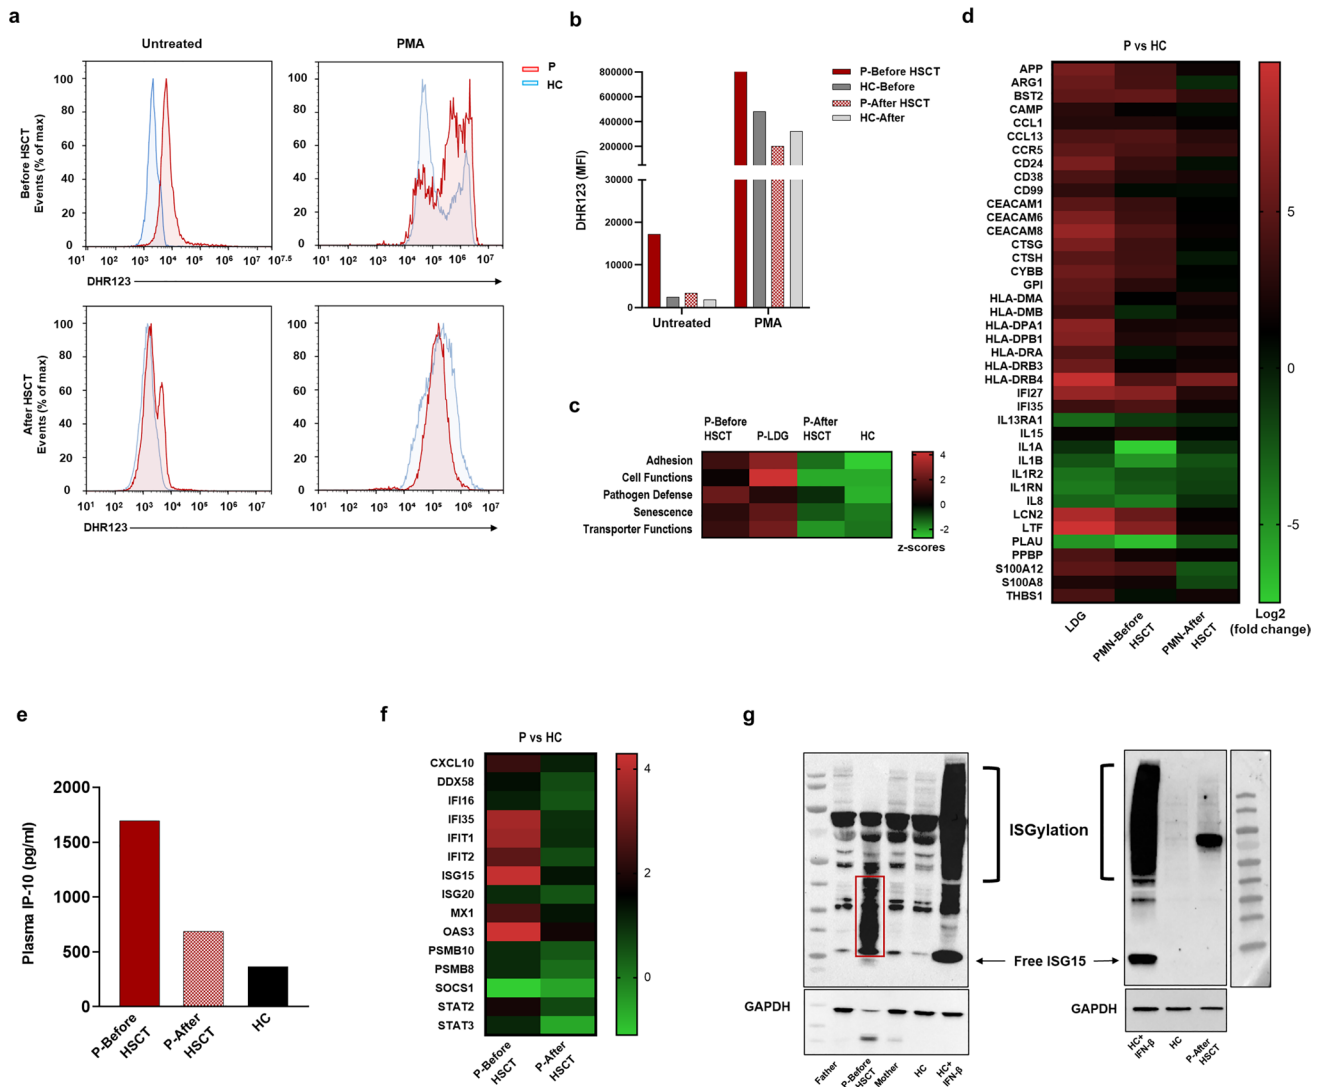 a
Untreated
PMA
P
HC
Before HSCT
Events (% of max)
100
80
60
40
20
0
10¹ 10² 10³ 10⁴ 10⁵ 10⁶ 10⁷ 10⁷·⁵
100
80
60
40
20
0
10¹ 10² 10³ 10⁴ 10⁵ 10⁶ 10⁷
DHR123
After HSCT
Events (% of max)
100
80
60
40
20
0
10¹ 10² 10³ 10⁴ 10⁵ 10⁶ 10⁷
100
80
60
40
20
0
10¹ 10² 10³ 10⁴ 10⁵ 10⁶ 10⁷
DHR123
b
DHR123 (MFI)
800000
600000
400000
200000
30000
20000
10000
0
Untreated
PMA
P-Before HSCT
HC-Before
P-After HSCT
HC-After
c
P-Before HSCT
P-LDG
P-After HSCT
HC
Adhesion
Cell Functions
Pathogen Defense
Senescence
Transporter Functions
4
2
0
-2
z-scores
d
P vs HC
APP
ARG1
BST2
CAMP
CCL1
CCL13
CCR5
CD24
CD38
CD99
CEACAM1
CEACAM6
CEACAM8
CTSG
CTSH
CYBB
GPI
HLA-DMA
HLA-DMB
HLA-DPA1
HLA-DPB1
HLA-DRA
HLA-DRB3
HLA-DRB4
IFI27
IFI35
IL13RA1
IL15
IL1A
IL1B
IL1R2
IL1RN
IL8
LCN2
LTF
PLAU
PPBP
S100A12
S100A8
THBS1
LDG
PMN-Before HSCT
PMN-After HSCT
5
0
-5
Log2
(fold change)
e
Plasma IP-10 (pg/ml)
2000
1500
1000
500
0
P-Before HSCT
P-After HSCT
HC
f
P vs HC
CXCL10
DDX58
IFI16
IFI35
IFIT1
IFIT2
ISG15
ISG20
MX1
OAS3
PSMB10
PSMB8
SOCS1
STAT2
STAT3
P-Before HSCT
P-After HSCT
4
2
0
g
ISGylation
Free ISG15
GAPDH
Father
P-Before HSCT
Mother
HC
HC+ IFN-β
GAPDH
HC+ IFN-β
HC
P-After HSCT